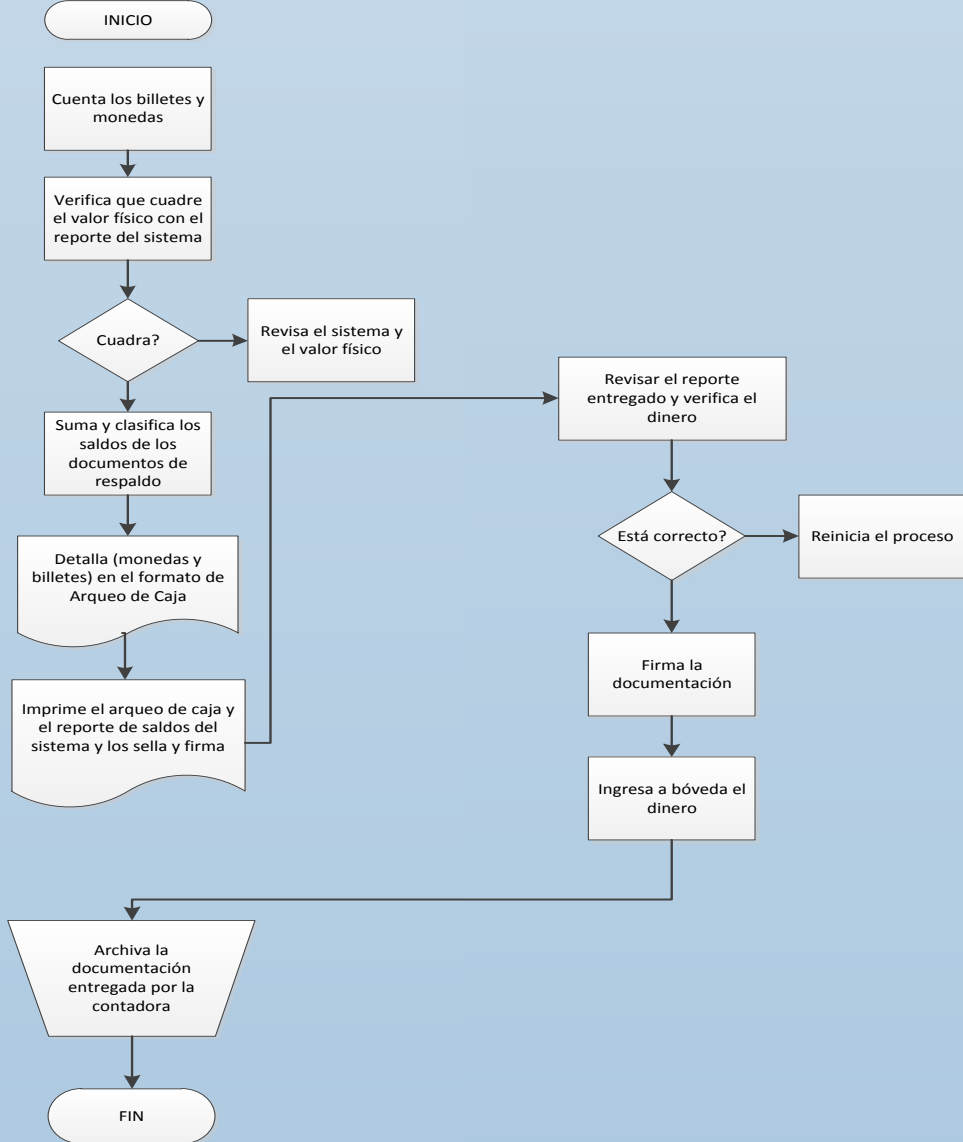 INICIO
Cuenta los billetes y
monedas
Verifica que cuadre
el valor físico con el
reporte del sistema
Cuadra?
Revisa el sistema y
el valor físico
Suma y clasifica los
saldos de los
documentos de
respaldo
Detalla (monedas y
billetes) en el formato de
Arqueo de Caja
Imprime el arqueo de caja y
el reporte de saldos del
sistema y los sella y firma
Revisar el reporte
entregado y verifica el
dinero
Está correcto?
Reinicia el proceso
Firma la
documentación
Ingresa a bóveda el
dinero
Archiva la
documentación
entregada por la
contadora
FIN